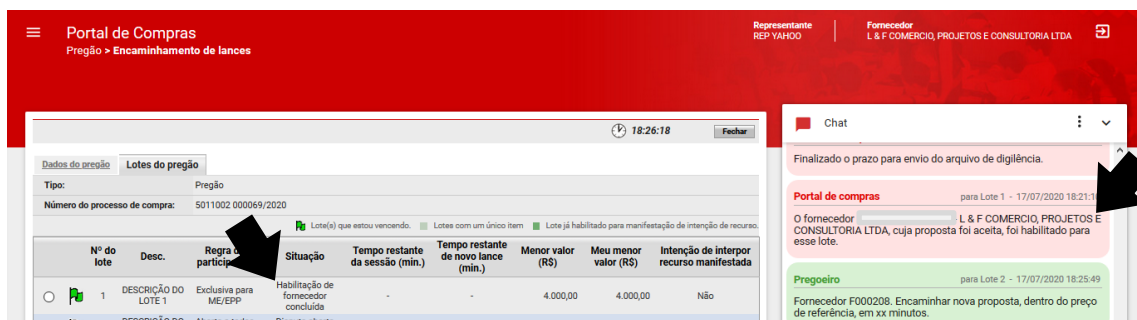 Portal de Compras
Pregão > Encaminhamento de lances
Representante
REP YAHOO
Fornecedor
L & F COMERCIO, PROJETOS E CONSULTORIA LTDA
18:26:18
Fechar
Dados do pregão
Lotes do pregão
Tipo: Pregão
Número do processo de compra: 5011002 000069/2020
Lote(s) que estou vencendo. Lotes com um único item Lote já habilitado para manifestação de intenção de recurso.
Nº do lote
Desc.
Regra
Situação
Tempo restante da sessão (min.)
Tempo restante de novo lance (min.)
Menor valor (R$)
Meu menor valor (R$)
Intenção de interpor recurso manifestada
1
DESCRIÇÃO DO LOTE 1
Exclusiva para ME/EPP
Habilitação de fornecedor concluída
-
-
4.000,00
4.000,00
Não
Chat
Finalizado o prazo para envio do arquivo de digilência.
Portal de compras
para Lote 1 - 17/07/2020
O fornecedor - L & F COMERCIO, PROJETOS E
CONSULTORIA LTDA, cuja proposta foi aceita, foi habilitado para
esse lote.
Pregoeiro
para Lote 2 - 17/07/2020 18:25:49
Fornecedor F000208. Encaminhar nova proposta, dentro do preço
de referência, em xx minutos.